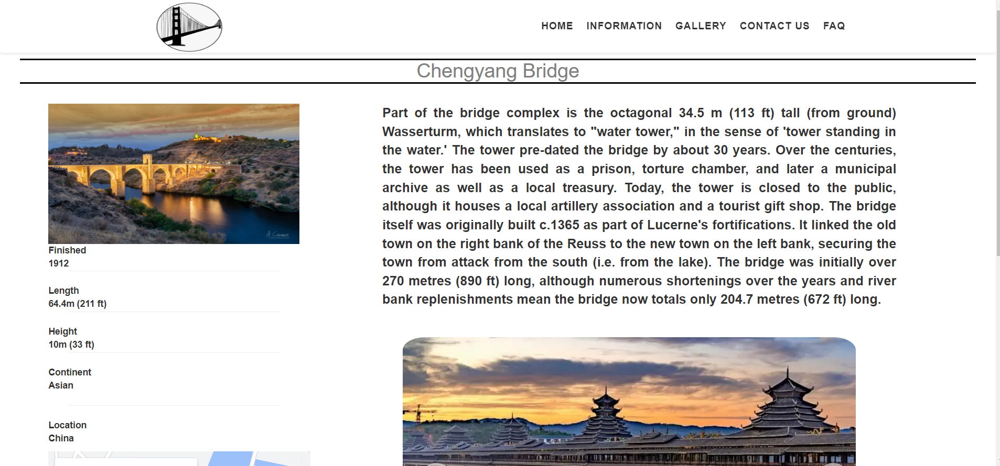 HOME INFORMATION GALLERY CONTACT US FAQ
Chengyang Bridge
Finished
1912
Length
64.4m (211 ft)
Height
10m (33 ft)
Continent
Asian
Location
China
Part of the bridge complex is the octagonal 34.5 m (113 ft) tall (from ground)
Wasserturm, which translates to "water tower," in the sense of 'tower standing in
the water.' The tower pre-dated the bridge by about 30 years. Over the centuries,
the tower has been used as a prison, torture chamber, and later a municipal
archive as well as a local treasury. Today, the tower is closed to the public,
although it houses a local artillery association and a tourist gift shop. The bridge
itself was originally built c.1365 as part of Lucerne's fortifications. It linked the old
town on the right bank of the Reuss to the new town on the left bank, securing the
town from attack from the south (i.e. from the lake). The bridge was initially over
270 metres (890 ft) long, although numerous shortenings over the years and river
bank replenishments mean the bridge now totals only 204.7 metres (672 ft) long.